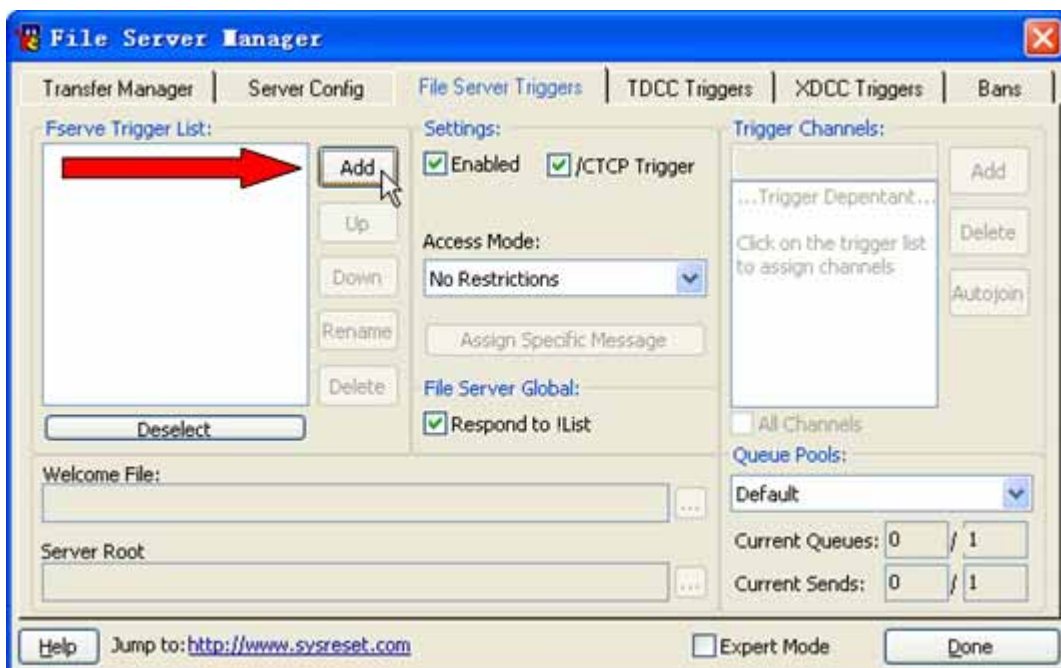 File Server Manager
Transfer Manager
Server Config
File Server Triggers
TDCC Triggers
XDCC Triggers
Bans
Fserve Trigger List:
Add
Up
Down
Rename
Delete
Deselect
Settings:
Enabled
/CTCP Trigger
Access Mode:
No Restrictions
Assign Specific Message
File Server Global:
Respond to !List
Trigger Channels:
...Trigger Depentant...
Click on the trigger list
to assign channels
Add
Delete
Autojoin
All Channels
Welcome File:
...
Server Root
...
Queue Pools:
Default
Current Queues: 0 / 1
Current Sends: 0 / 1
Help
Jump to: http://www.sysreset.com
Expert Mode
Done